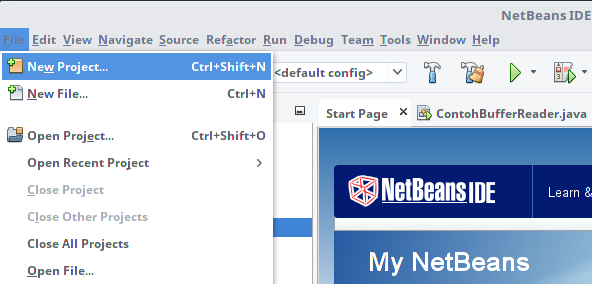 NetBeans IDE
File Edit View Navigate Source Refactor Run Debug Team Tools Window Help
New Project... Ctrl+Shift+N
<default config>
New File... Ctrl+N
Start Page ContohBufferReader.java
Open Project... Ctrl+Shift+O
Open Recent Project
Close Project
NetBeans IDE
Learn &
Close Other Projects
Close All Projects
My NetBeans
Open File...